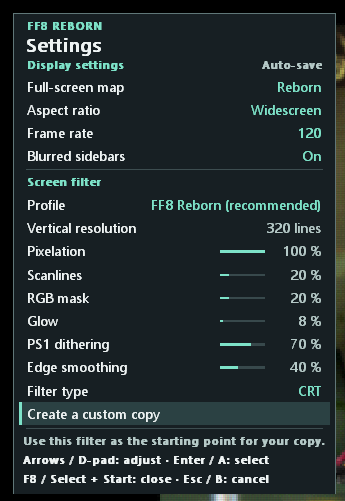 FF8 REBORN
Settings
Display settings Auto-save
Full-screen map Reborn
Aspect ratio Widescreen
Frame rate 120
Blurred sidebars On
Screen filter
Profile FF8 Reborn (recommended)
Vertical resolution 320 lines
Pixelation 100 %
Scanlines 20 %
RGB mask 20 %
Glow 8 %
PS1 dithering 70 %
Edge smoothing 40 %
Filter type CRT
Create a custom copy
Use this filter as the starting point for your copy.
Arrows / D-pad: adjust · Enter / A: select
F8 / Select + Start: close · Esc / B: cancel